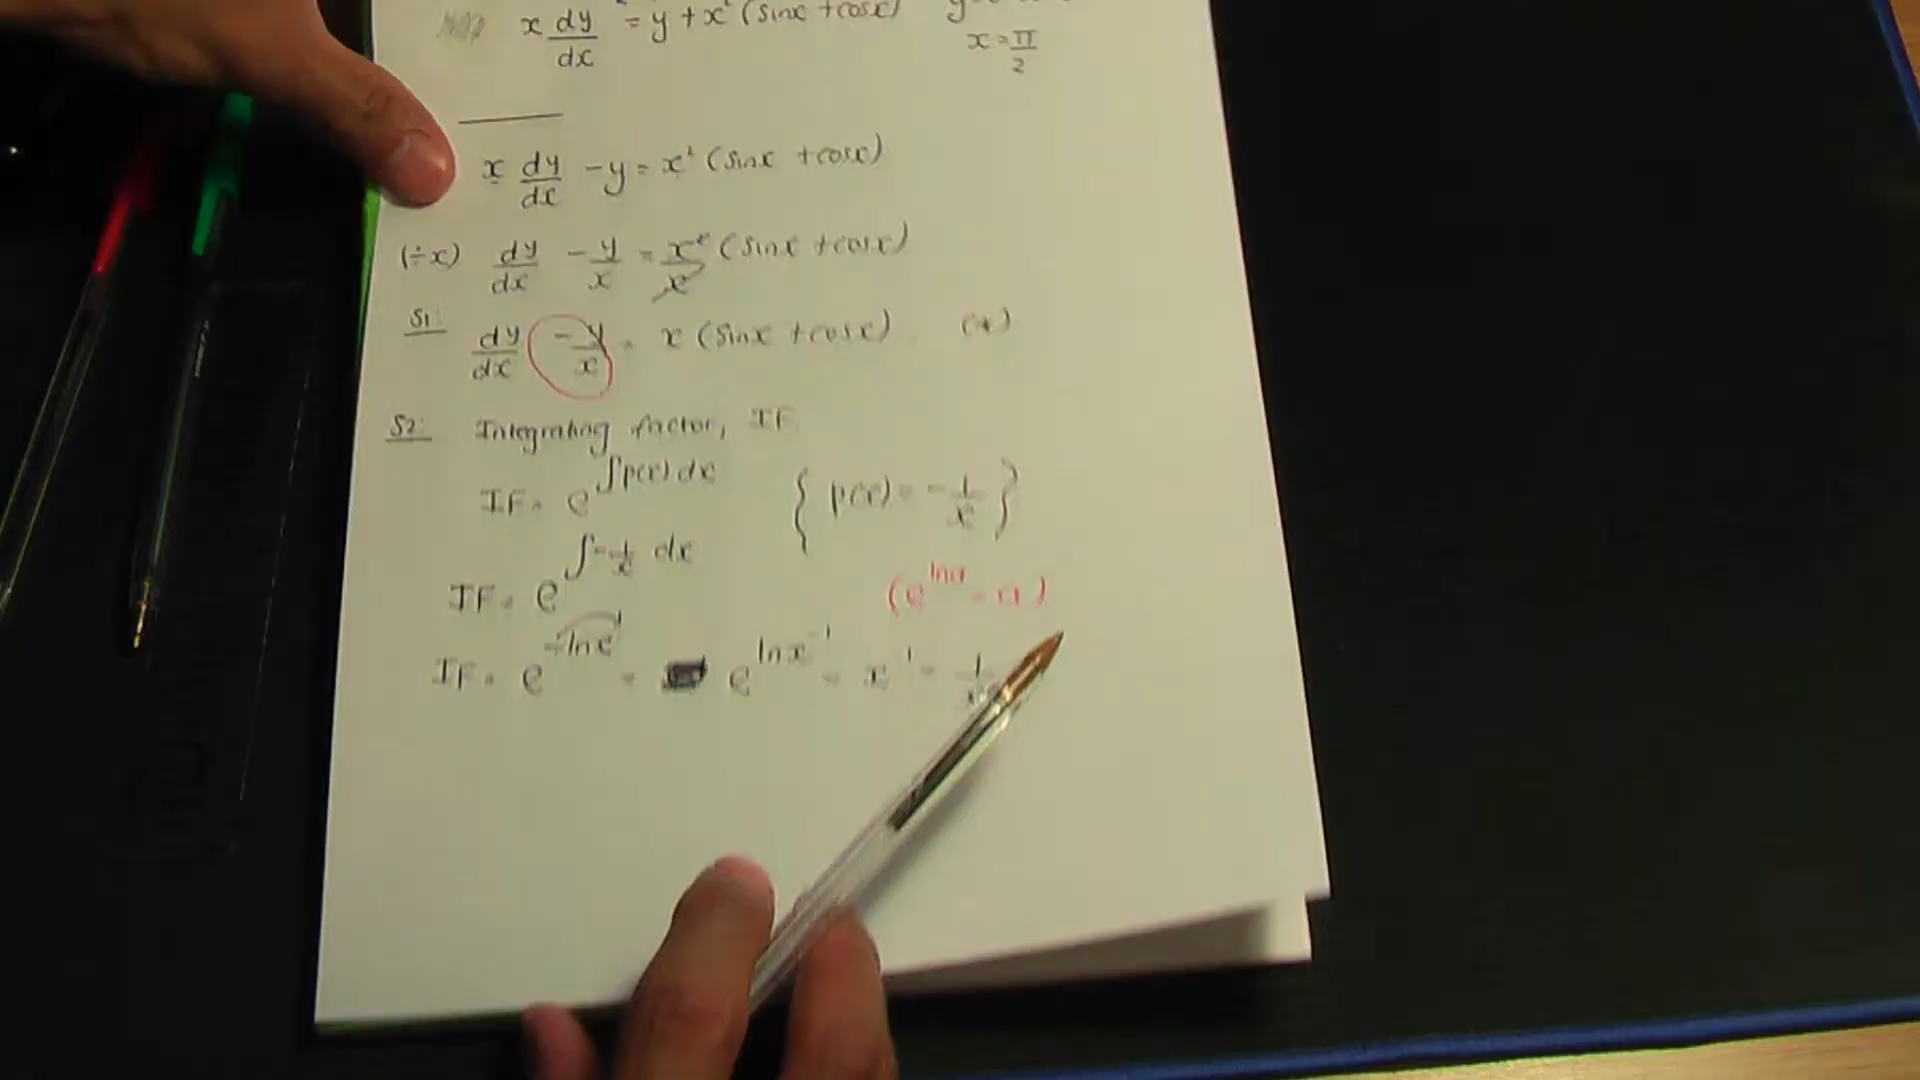 x dy/dx = y + x² (sinx + cosx)
x = π/2
x dy/dx - y = x² (sinx + cosx)
(÷x) dy/dx - y/x = x²/x (sinx + cosx)
S1: dy/dx - y/x = x (sinx + cosx) (*)
S2: Integrating factor, IF
IF = e^∫p(x) dx { p(x) = -1/x }
IF = e^∫-1/x dx (e^lna = a)
IF = e^-lnx = e^lnx^-1 = x^-1 = 1/x